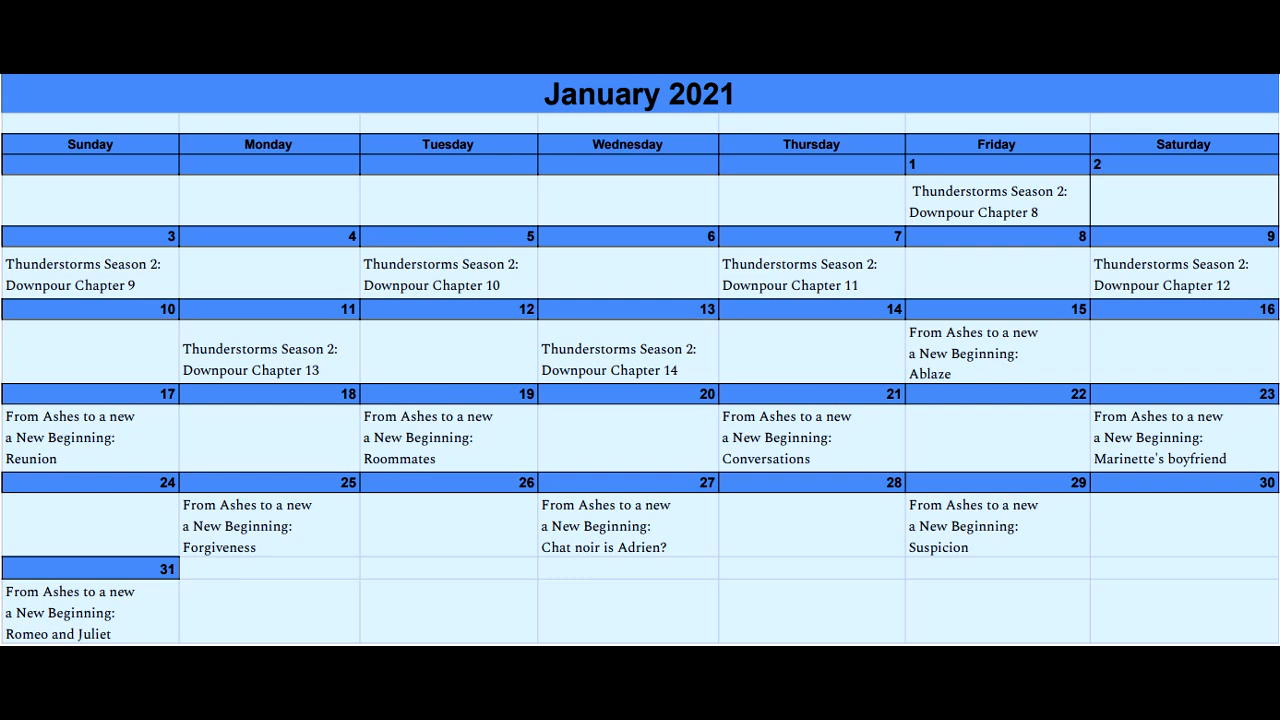 January 2021
Sunday Monday Tuesday Wednesday Thursday Friday Saturday
1 2
Thunderstorms Season 2:
Downpour Chapter 8
3 4 5 6 7 8 9
Thunderstorms Season 2:
Downpour Chapter 9
Thunderstorms Season 2:
Downpour Chapter 10
Thunderstorms Season 2:
Downpour Chapter 11
Thunderstorms Season 2:
Downpour Chapter 12
10 11 12 13 14 15 16
Thunderstorms Season 2:
Downpour Chapter 13
Thunderstorms Season 2:
Downpour Chapter 14
From Ashes to a new
a New Beginning:
Ablaze
17 18 19 20 21 22 23
From Ashes to a new
a New Beginning:
Reunion
From Ashes to a new
a New Beginning:
Roommates
From Ashes to a new
a New Beginning:
Conversations
From Ashes to a new
a New Beginning:
Marinette's boyfriend
24 25 26 27 28 29 30
From Ashes to a new
a New Beginning:
Forgiveness
From Ashes to a new
a New Beginning:
Chat noir is Adrien?
From Ashes to a new
a New Beginning:
Suspicion
31
From Ashes to a new
a New Beginning:
Romeo and Juliet